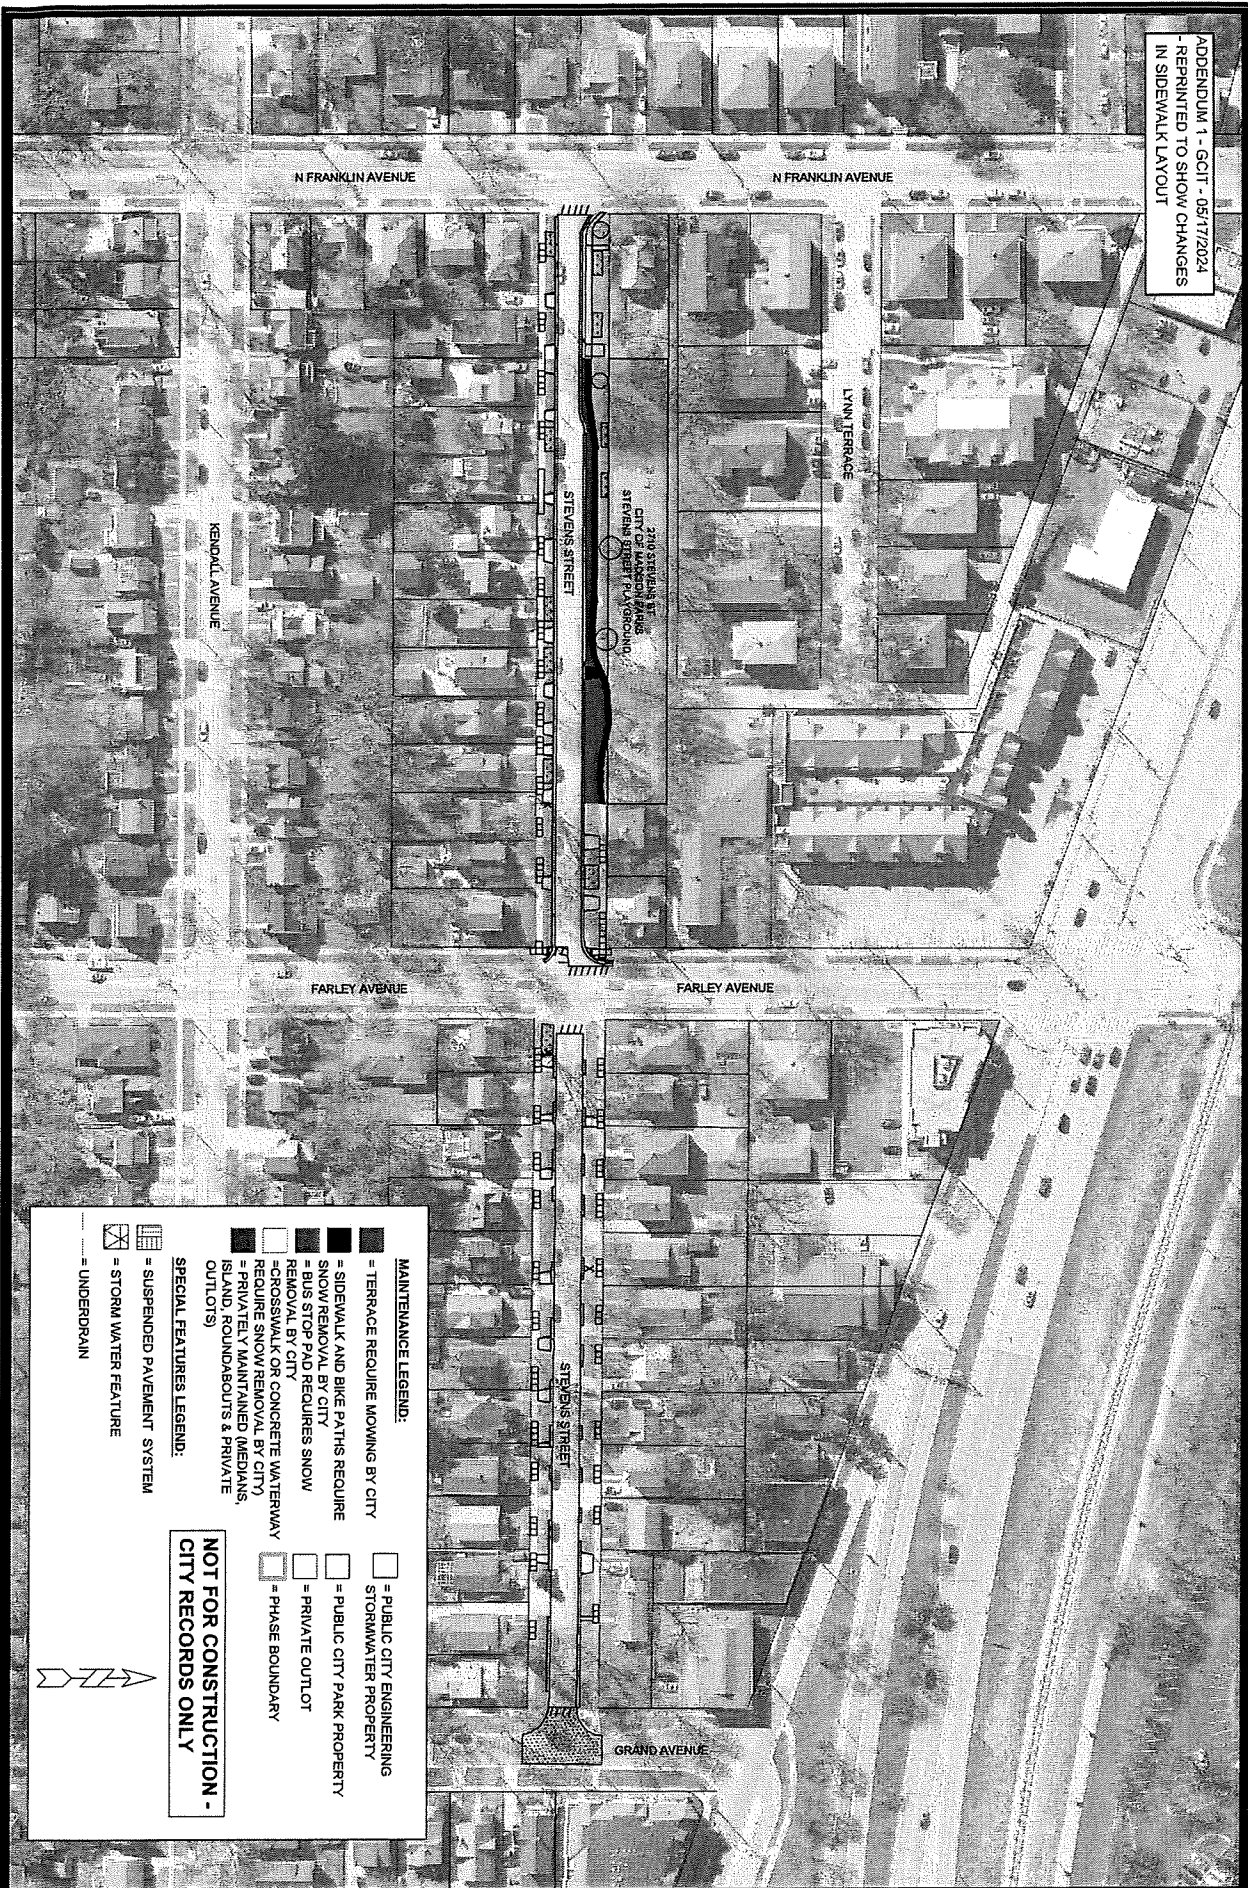 ADDENDUM 1 - GCIT - 05/17/2024
- REPRINTED TO SHOW CHANGES
IN SIDEWALK LAYOUT
N FRANKLIN AVENUE
N FRANKLIN AVENUE
LYNN TERRACE
2710 STEVENS ST
CITY OF MADISON PARKS
STEVENS STREET PLAYGROUND
STEVENS STREET
KENDALL AVENUE
FARLEY AVENUE
FARLEY AVENUE
STEVENS STREET
GRAND AVENUE
MAINTENANCE LEGEND:
= TERRACE REQUIRE MOWING BY CITY
= SIDEWALK AND BIKE PATHS REQUIRE
SNOW REMOVAL BY CITY
= BUS STOP PAD REQUIRES SNOW
REMOVAL BY CITY
=CROSSWALK OR CONCRETE WATERWAY
REQUIRE SNOW REMOVAL BY CITY)
= PRIVATELY MAINTAINED (MEDIANS,
ISLAND, ROUNDABOUTS & PRIVATE
OUTLOTS)
= PUBLIC CITY ENGINEERING
STORMWATER PROPERTY
= PUBLIC CITY PARK PROPERTY
= PRIVATE OUTLOT
= PHASE BOUNDARY
SPECIAL FEATURES LEGEND:
= SUSPENDED PAVEMENT SYSTEM
= STORM WATER FEATURE
= UNDERDRAIN
NOT FOR CONSTRUCTION -
CITY RECORDS ONLY